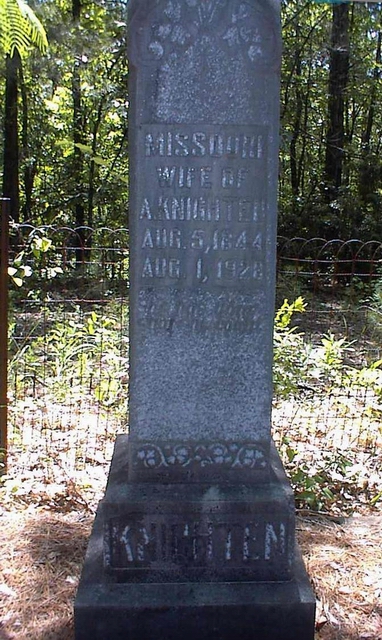 MISSOURI
WIFE OF
A. KNIGHTEN
AUG. 5, 1844
AUG. 1, 1928
KNIGHTEN